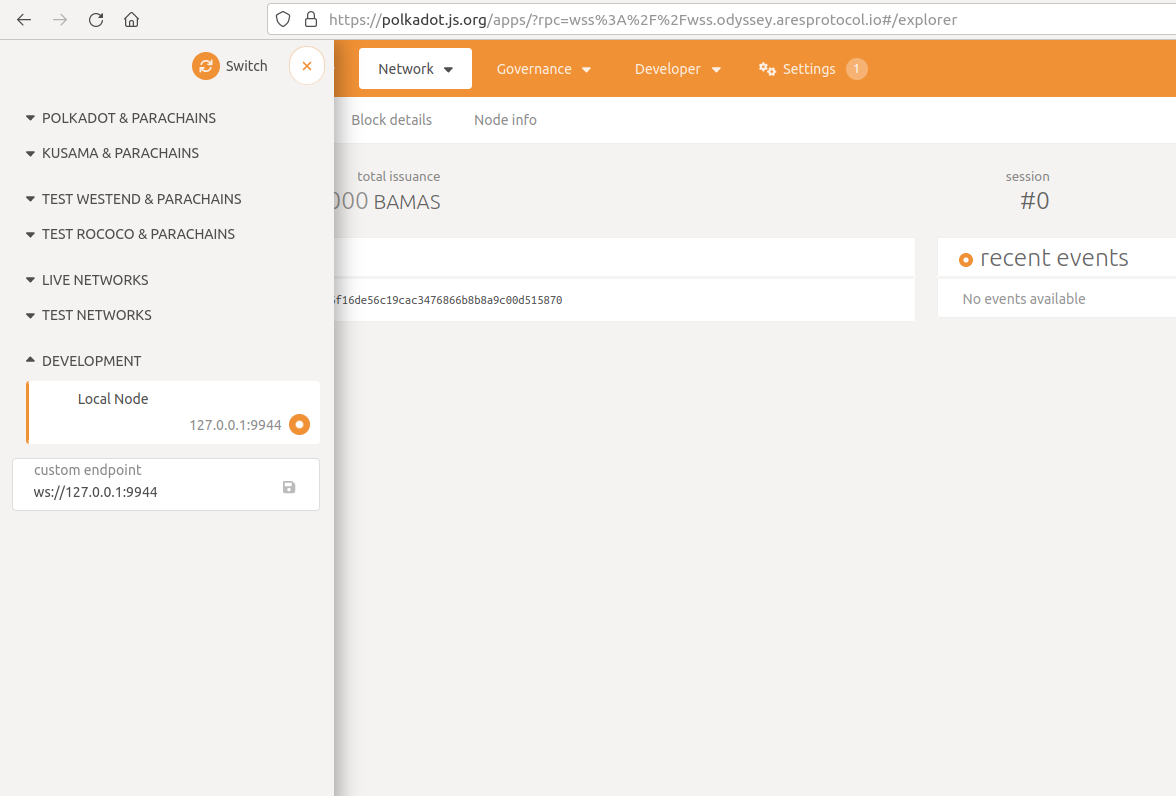 https://polkadot.js.org/apps/?rpc=wss%3A%2F%2Fwss.odyssey.aresprotocol.io#/explorer
Switch
Network
Governance
Developer
Settings
1
POLKADOT & PARACHAINS
KUSAMA & PARACHAINS
TEST WESTEND & PARACHAINS
TEST ROCOCO & PARACHAINS
LIVE NETWORKS
TEST NETWORKS
DEVELOPMENT
Local Node
127.0.0.1:9944
custom endpoint
ws://127.0.0.1:9944
Block details
Node info
total issuance
000 BAMAS
session
#0
f16de56c19cac3476866b8b8a9c00d515870
recent events
No events available